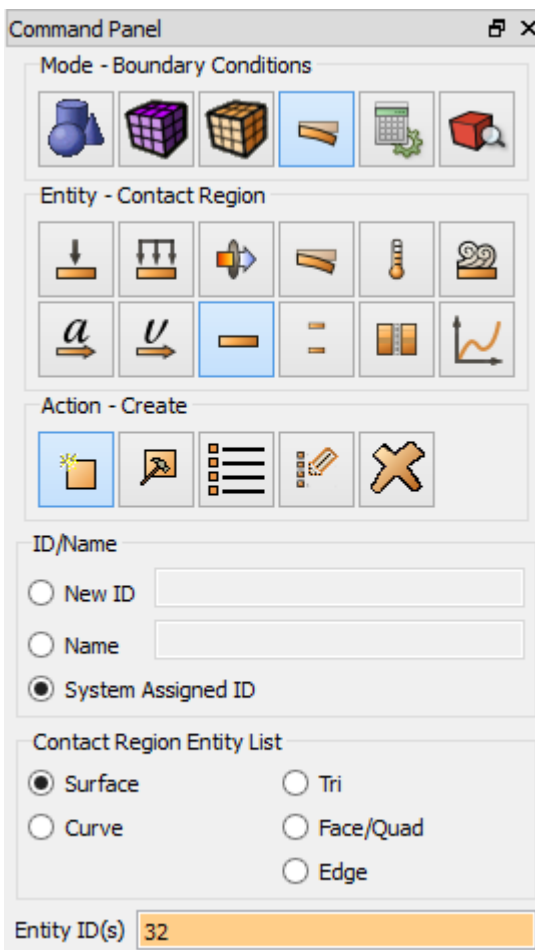 Command Panel
Mode - Boundary Conditions
Entity - Contact Region
a
v
Action - Create
ID/Name
New ID
Name
System Assigned ID
Contact Region Entity List
Surface
Tri
Curve
Face/Quad
Edge
Entity ID(s) 32